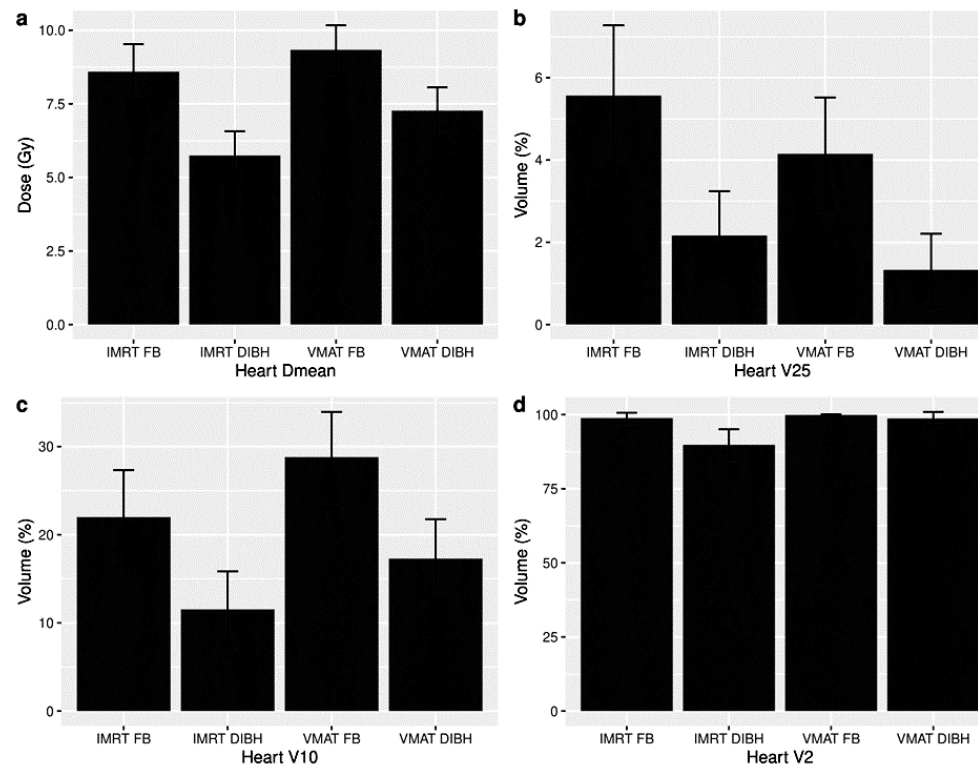 a
10.0
7.5
5.0
2.5
0.0
Dose (Gy)
IMRT FB IMRT DIBH VMAT FB VMAT DIBH
Heart Dmean
b
6
4
2
0
Volume (%)
IMRT FB IMRT DIBH VMAT FB VMAT DIBH
Heart V25
c
30
20
10
0
Volume (%)
IMRT FB IMRT DIBH VMAT FB VMAT DIBH
Heart V10
d
100
75
50
25
0
Volume (%)
IMRT FB IMRT DIBH VMAT FB VMAT DIBH
Heart V2